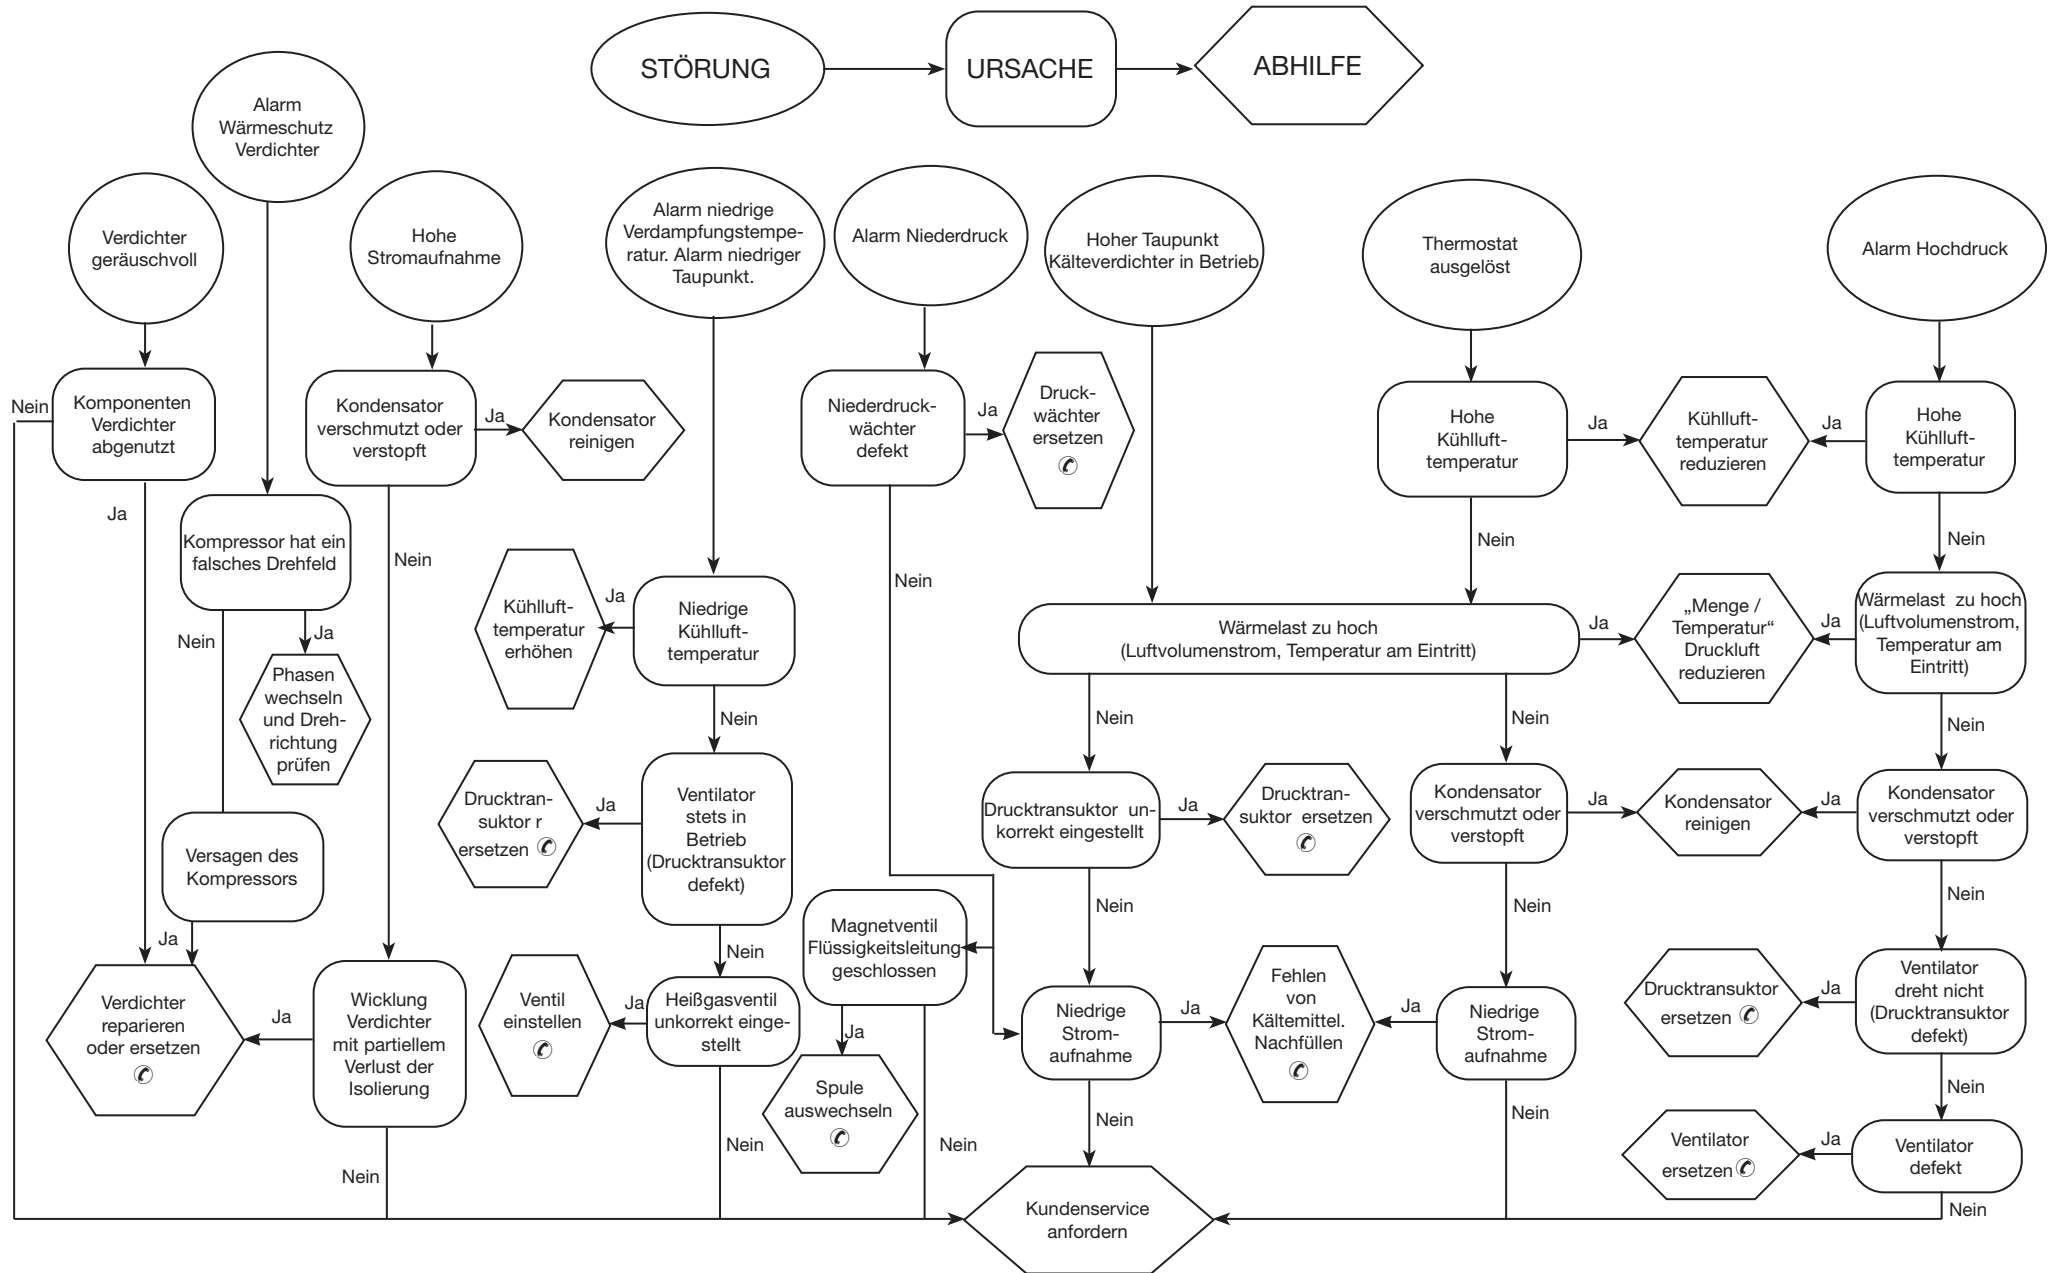 STÖRUNG
URSACHE
ABHILFE
Alarm
Wärmeschutz
Verdichter
Verdichter
geräuschvoll
Hohe
Stromaufnahme
Alarm niedrige
Verdampfungstempe-
ratur. Alarm niedriger
Taupunkt.
Alarm Niederdruck
Hoher Taupunkt
Kälteverdichter in Betrieb
Thermostat
ausgelöst
Alarm Hochdruck
Nein
Komponenten
Verdichter
abgenutzt
Ja
Kondensator
verschmutzt oder
verstopft
Ja
Kondensator
reinigen
Niederdruck-
wächter
defekt
Ja
Druck-
wächter
ersetzen
Hohe
Kühlluft-
temperatur
Ja
Kühlluft-
temperatur
reduzieren
Ja
Hohe
Kühlluft-
temperatur
Kompressor hat ein
falsches Drehfeld
Nein
Ja
Phasen
wechseln
und Dreh-
richtung
prüfen
Nein
Kühlluft-
temperatur
erhöhen
Ja
Niedrige
Kühlluft-
temperatur
Nein
Nein
Nein
Nein
Wärmelast zu hoch
(Luftvolumenstrom, Temperatur am Eintritt)
Ja
„Menge /
Temperatur“
Druckluft
reduzieren
Ja
Wärmelast zu hoch
(Luftvolumenstrom,
Temperatur am
Eintritt)
Nein
Nein
Nein
Versagen des
Kompressors
Ja
Drucktran-
suktor r
ersetzen
Ja
Ventilator
stets in
Betrieb
(Drucktransuktor
defekt)
Drucktransuktor un-
korrekt eingestellt
Ja
Drucktran-
suktor ersetzen
Kondensator
verschmutzt oder
verstopft
Ja
Kondensator
reinigen
Ja
Kondensator
verschmutzt oder
verstopft
Nein
Nein
Nein
Nein
Magnetventil
Flüssigkeitsleitung
geschlossen
Verdichter
reparieren
oder ersetzen
Ja
Wicklung
Verdichter
mit partiellem
Verlust der
Isolierung
Ventil
einstellen
Ja
Heißgasventil
unkorrekt einge-
stellt
Ja
Spule
auswechseln
Niedrige
Strom-
aufnahme
Ja
Fehlen
von
Kältemittel.
Nachfüllen
Ja
Niedrige
Strom-
aufnahme
Drucktransuktor
ersetzen
Ja
Ventilator
dreht nicht
(Drucktransuktor
defekt)
Nein
Nein
Nein
Nein
Nein
Nein
Ventilator
ersetzen
Ja
Ventilator
defekt
Nein
Kundenservice
anfordern